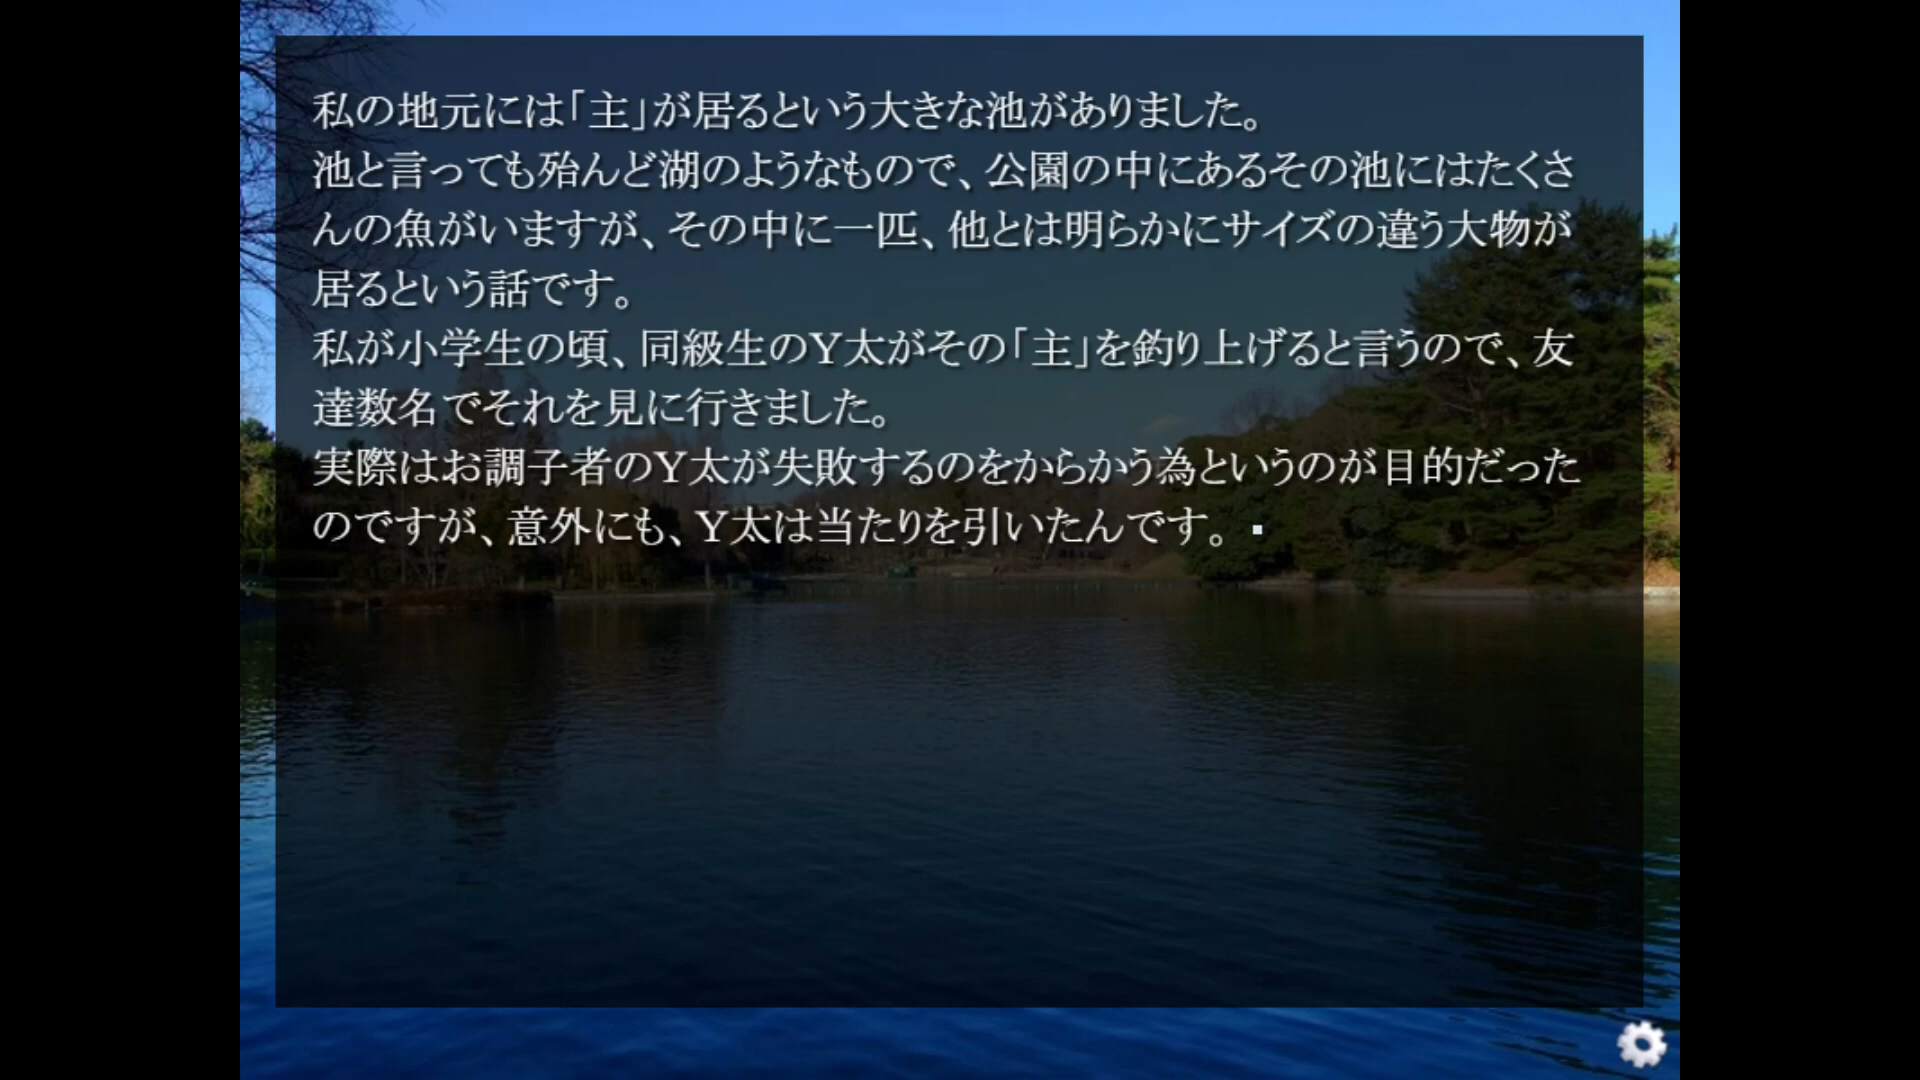 私の地元には「主」が居るという大きな池がありました。
池と言っても殆んど湖のようなもので、公園の中にあるその池にはたくさ
んの魚がいますが、その中に一匹、他とは明らかにサイズの違う大物が
居るという話です。
私が小学生の頃、同級生のＹ太がその「主」を釣り上げると言うので、友
達数名でそれを見に行きました。
実際はお調子者のＹ太が失敗するのをからかう為というのが目的だった
のですが、意外にも、Ｙ太は当たりを引いたんです。